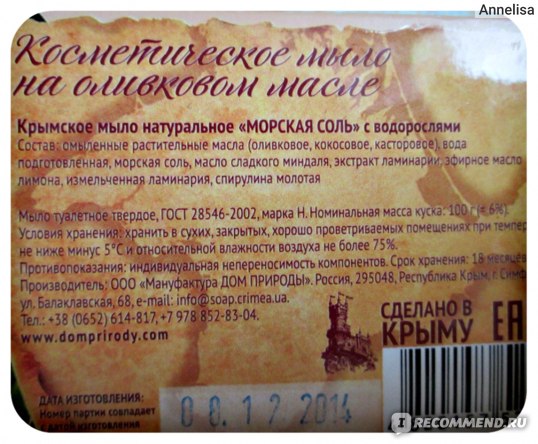 Annelisa
Косметическое мыло
на оливковом масле
Крымское мыло натуральное «МОРСКАЯ СОЛЬ» с водорослями
Состав: омыленные растительные масла (оливковое, кокосовое, касторовое), вода
подготовленная, морская соль, масло сладкого миндаля, экстракт ламинарии, эфирное масло
лимона, измельченная ламинария, спирулина молотая
Мыло туалетное твердое, ГОСТ 28546-2002, марка Н. Номинальная масса куска: 100 г (± 6%).
Условия хранения: хранить в сухих, закрытых, хорошо проветриваемых помещениях при темпер
не ниже минус 5°С и относительной влажности воздуха не более 75%.
Противопоказания: индивидуальная непереносимость компонентов. Срок хранения: 18 месяцев
Производитель: ООО «Мануфактура ДОМ ПРИРОДЫ». Россия, 295048, Республика Крым, г. Симф
ул. Балаклавская, 68, e-mail: info@soap.crimea.ua.
Тел.: +38 (0652) 614-817, +7 978 852-83-04.
www.domprirody.com
СДЕЛАНО В
КРЫМУ
EAC
ДАТА ИЗГОТОВЛЕНИЯ:
Номер партии совпадает
с датой изготовления
08.12 2014
I RECOMMEND.RU